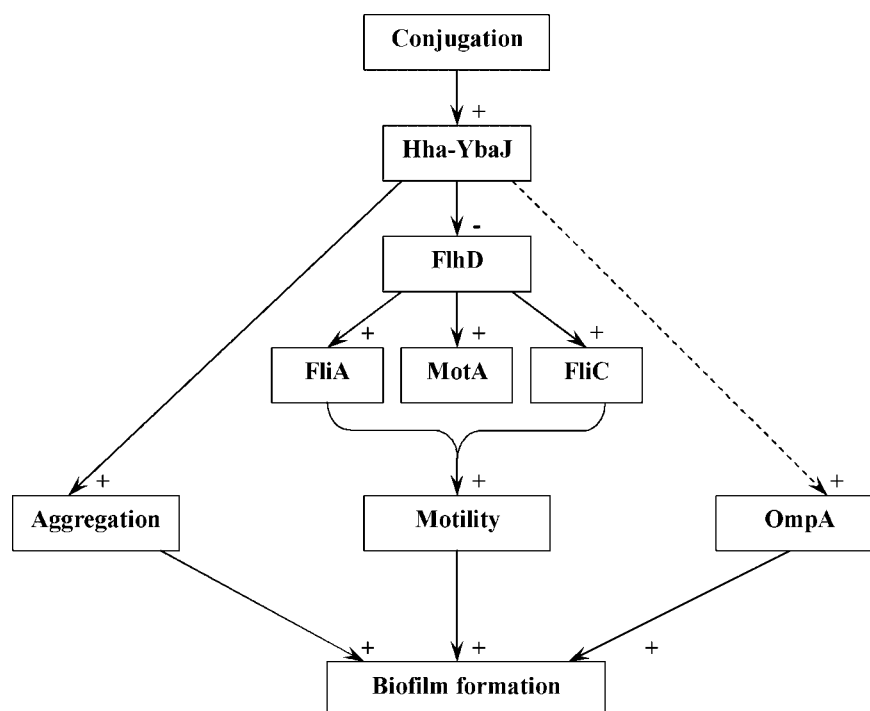 Conjugation
+
Hha-YbaJ
-
FlhD
+ + +
FliA MotA FliC
+ + +
Aggregation Motility OmpA
+ + +
Biofilm formation